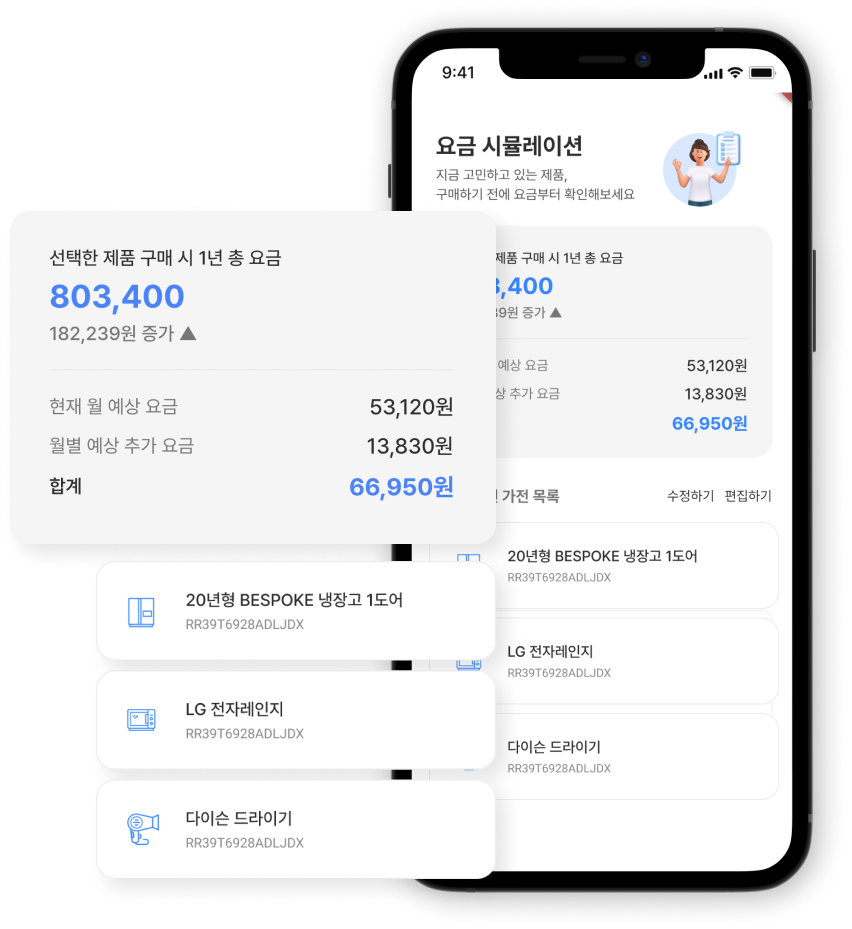 9:41
요금 시뮬레이션
지금 고민하고 있는 제품,
구매하기 전에 요금부터 확인해보세요
선택한 제품 구매 시 1년 총 요금
803,400
182,239원 증가 ▲
현재 월 예상 요금 53,120원
월별 예상 추가 요금 13,830원
합계 66,950원
제품 구매 시 1년 총 요금
,400
9원 증가 ▲
예상 요금 53,120원
상 추가 요금 13,830원
66,950원
가전 목록 수정하기 편집하기
20년형 BESPOKE 냉장고 1도어
RR39T6928ADLJDX
LG 전자레인지
RR39T6928ADLJDX
다이슨 드라이기
RR39T6928ADLJDX
20년형 BESPOKE 냉장고 1도어
RR39T6928ADLJDX
LG 전자레인지
RR39T6928ADLJDX
다이슨 드라이기
RR39T6928ADLJDX